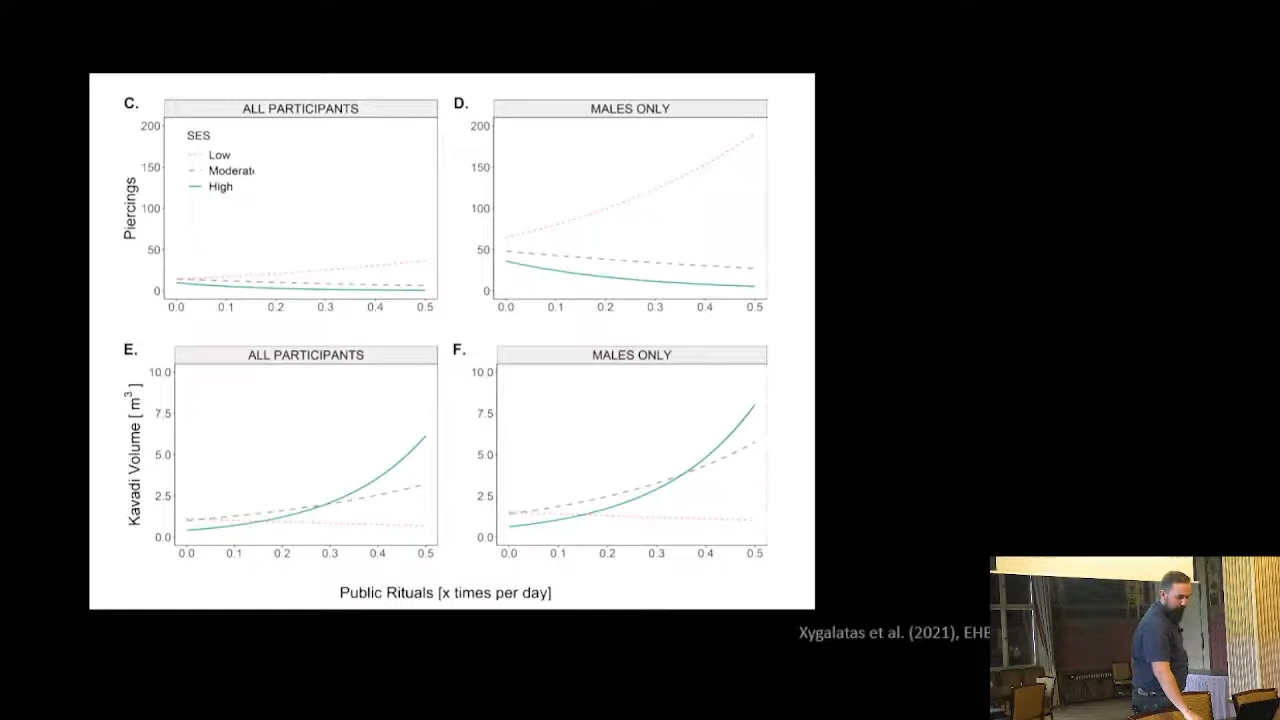 C.
ALL PARTICIPANTS
D.
MALES ONLY
200
150
100
50
0
Piercings
SES
Low
Moderate
High
0.0 0.1 0.2 0.3 0.4 0.5
200
150
100
50
0
0.0 0.1 0.2 0.3 0.4 0.5
E.
ALL PARTICIPANTS
F.
MALES ONLY
10.0
7.5
5.0
2.5
0.0
Kavadi Volume [ m³ ]
0.0 0.1 0.2 0.3 0.4 0.5
10.0
7.5
5.0
2.5
0.0
0.0 0.1 0.2 0.3 0.4 0.5
Public Rituals [x times per day]
Xygalatas et al. (2021), EHB